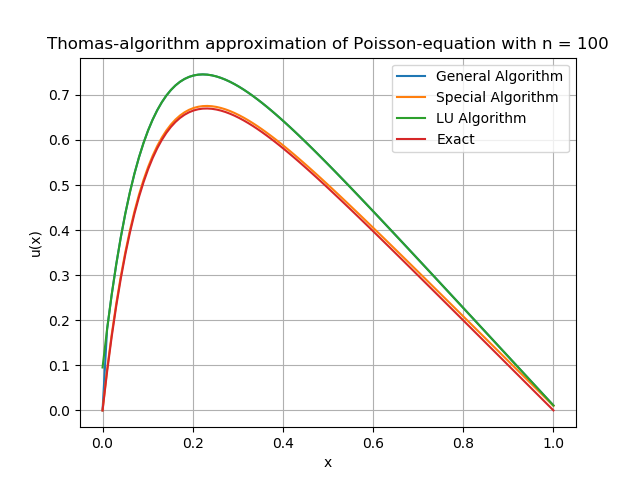 Thomas-algorithm approximation of Poisson-equation with n = 100
General Algorithm
Special Algorithm
LU Algorithm
Exact
u(x)
0.7
0.6
0.5
0.4
0.3
0.2
0.1
0.0
0.0 0.2 0.4 0.6 0.8 1.0
x